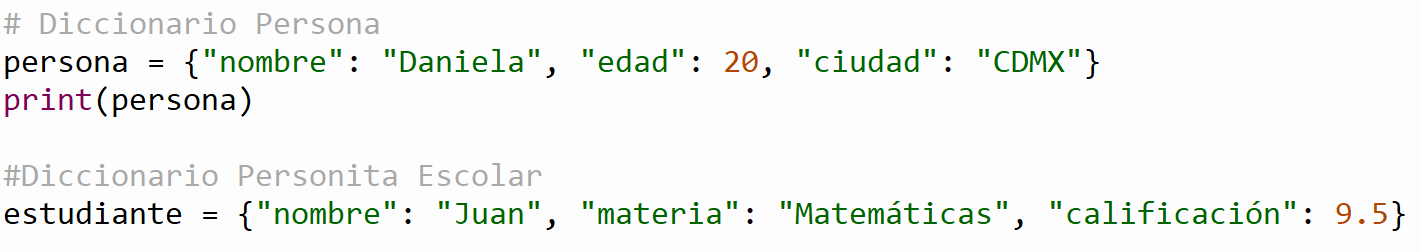 # Diccionario Persona
persona = {"nombre": "Daniela", "edad": 20, "ciudad": "CDMX"}
print(persona)
#Diccionario Personita Escolar
estudiante = {"nombre": "Juan", "materia": "Matemáticas", "calificación": 9.5}